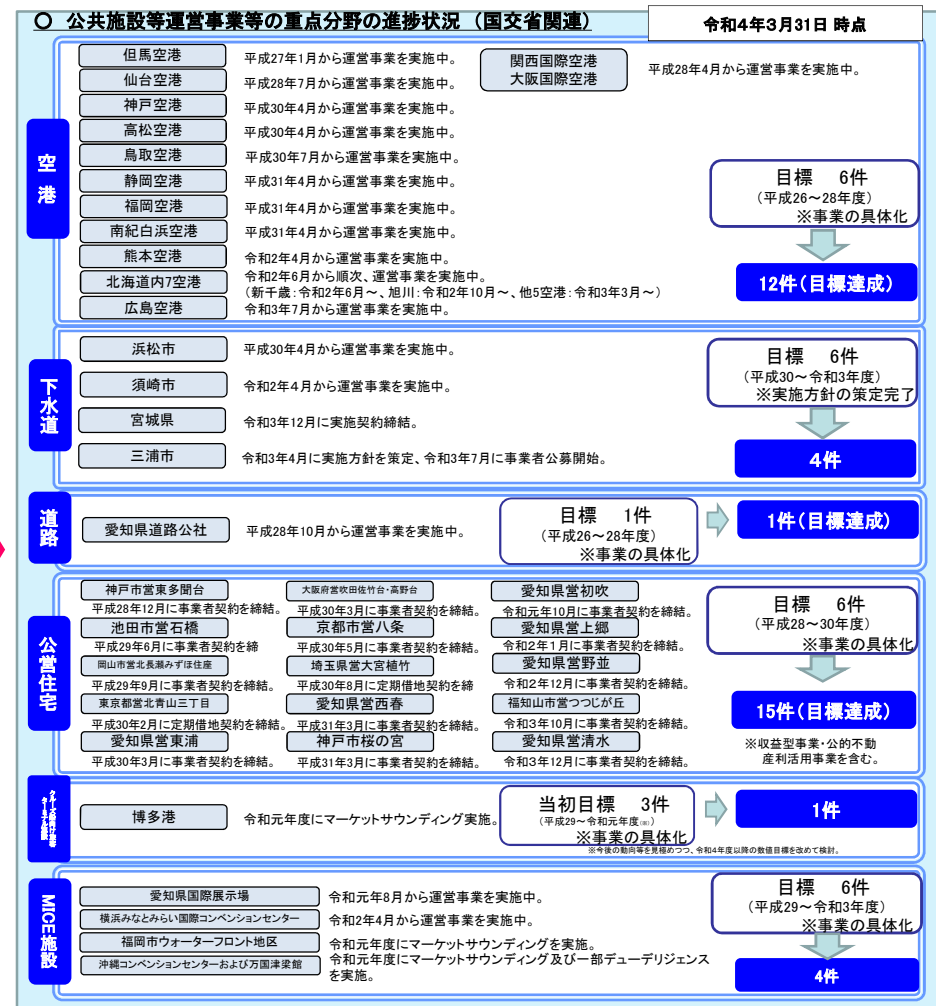 ○ 公共施設等運営事業等の重点分野の進捗状況（国交省関連）
令和4年3月31日 時点
空港
但馬空港 平成27年1月から運営事業を実施中。
関西国際空港
大阪国際空港 平成28年4月から運営事業を実施中。
仙台空港 平成28年7月から運営事業を実施中。
神戸空港 平成30年4月から運営事業を実施中。
高松空港 平成30年4月から運営事業を実施中。
鳥取空港 平成30年7月から運営事業を実施中。
静岡空港 平成31年4月から運営事業を実施中。
福岡空港 平成31年4月から運営事業を実施中。
南紀白浜空港 平成31年4月から運営事業を実施中。
熊本空港 令和2年4月から運営事業を実施中。
北海道内7空港 令和2年6月から順次、運営事業を実施中。
（新千歳：令和2年6月～、旭川：令和2年10月～、他5空港：令和3年3月～）
広島空港 令和3年7月から運営事業を実施中。
目標 6件
（平成26～28年度）
※事業の具体化
12件（目標達成）
下水道
浜松市 平成30年4月から運営事業を実施中。
須崎市 令和2年4月から運営事業を実施中。
宮城県 令和3年12月に実施契約締結。
三浦市 令和3年4月に実施方針を策定、令和3年7月に事業者公募開始。
目標 6件
（平成30～令和3年度）
※実施方針の策定完了
4件
道路
愛知県道路公社 平成28年10月から運営事業を実施中。
目標 1件
（平成26～28年度）
※事業の具体化
1件（目標達成）
公営住宅
神戸市営東多聞台
平成28年12月に事業者契約を締結。
池田市営石橋
平成29年6月に事業者契約を締
岡山市営北長瀬みずほ住座
平成29年9月に事業者契約を締結。
東京都営北青山三丁目
平成30年2月に定期借地契約を締結。
愛知県営東浦
平成30年3月に事業者契約を締結。
大阪府営吹田佐竹台・高野台
平成30年3月に事業者契約を締結。
京都市営八条
平成30年5月に事業者契約を締結。
埼玉県営大宮植竹
平成30年8月に定期借地契約を締
愛知県営西春
平成31年3月に事業者契約を締結。
神戸市桜の宮
平成31年3月に事業者契約を締結。
愛知県営初吹
令和元年10月に事業者契約を締結。
愛知県営上郷
令和2年1月に事業者契約を締結。
愛知県営野並
令和2年12月に事業者契約を締結。
福知山市営つつじが丘
令和3年10月に事業者契約を締結。
愛知県営清水
令和3年12月に事業者契約を締結。
目標 6件
（平成28～30年度）
※事業の具体化
15件（目標達成）
※収益型事業・公的不動
産利活用事業を含む。
博多港 令和元年度にマーケットサウンディング実施。
当初目標 3件
（平成29～令和元年度
※事業の具体化
1件
※今後の動向等を見極めつつ、令和4年度以降の数値目標を改めて検討。
MICE施設
愛知県国際展示場 令和元年8月から運営事業を実施中。
横浜みなとみらい国際コンベンションセンター 令和2年4月から運営事業を実施中。
福岡市ウォーターフロント地区 令和元年度にマーケットサウンディングを実施。
沖縄コンベンションセンターおよび万国津梁館 令和元年度にマーケットサウンディング及び一部デューデリジェンス
を実施。
目標 6件
（平成29～令和3年度）
※事業の具体化
4件